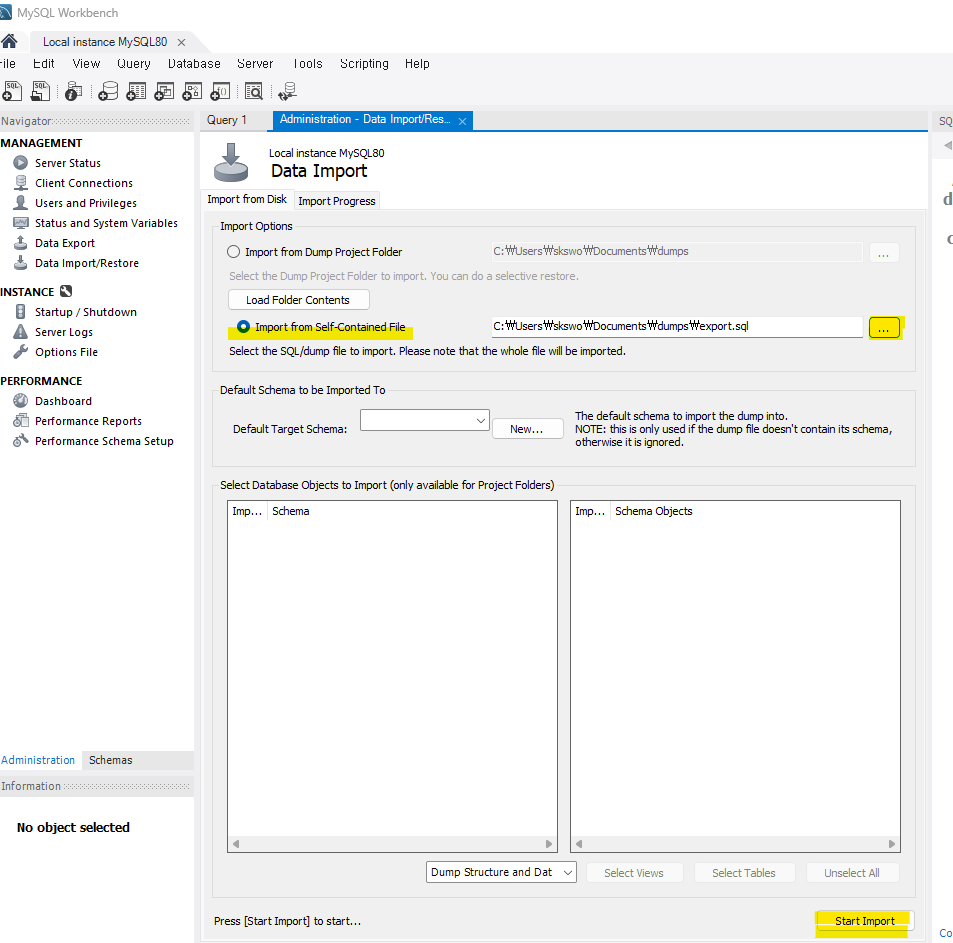 MySQL Workbench
Local instance MySQL80
Edit View Query Database Server Tools Scripting Help
Navigator
MANAGEMENT
Server Status
Client Connections
Users and Privileges
Status and System Variables
Data Export
Data Import/Restore
INSTANCE
Startup / Shutdown
Server Logs
Options File
PERFORMANCE
Dashboard
Performance Reports
Performance Schema Setup
Administration Schemas
Information
No object selected
Query 1
Administration - Data Import/Res...
Local instance MySQL80
Data Import
Import from Disk Import Progress
Import Options
Import from Dump Project Folder C:₩Users₩skswo₩Documents₩dumps ...
Select the Dump Project Folder to import. You can do a selective restore.
Load Folder Contents
Import from Self-Contained File C:₩Users₩skswo₩Documents₩dumps₩export.sql ...
Select the SQL/dump file to import. Please note that the whole file will be imported.
Default Schema to be Imported To
Default Target Schema: New...
The default schema to import the dump into.
NOTE: this is only used if the dump file doesn't contain its schema,
otherwise it is ignored.
Select Database Objects to Import (only available for Project Folders)
Imp... Schema
Imp... Schema Objects
Dump Structure and Dat Select Views Select Tables Unselect All
Press [Start Import] to start...
Start Import
SQ
Co